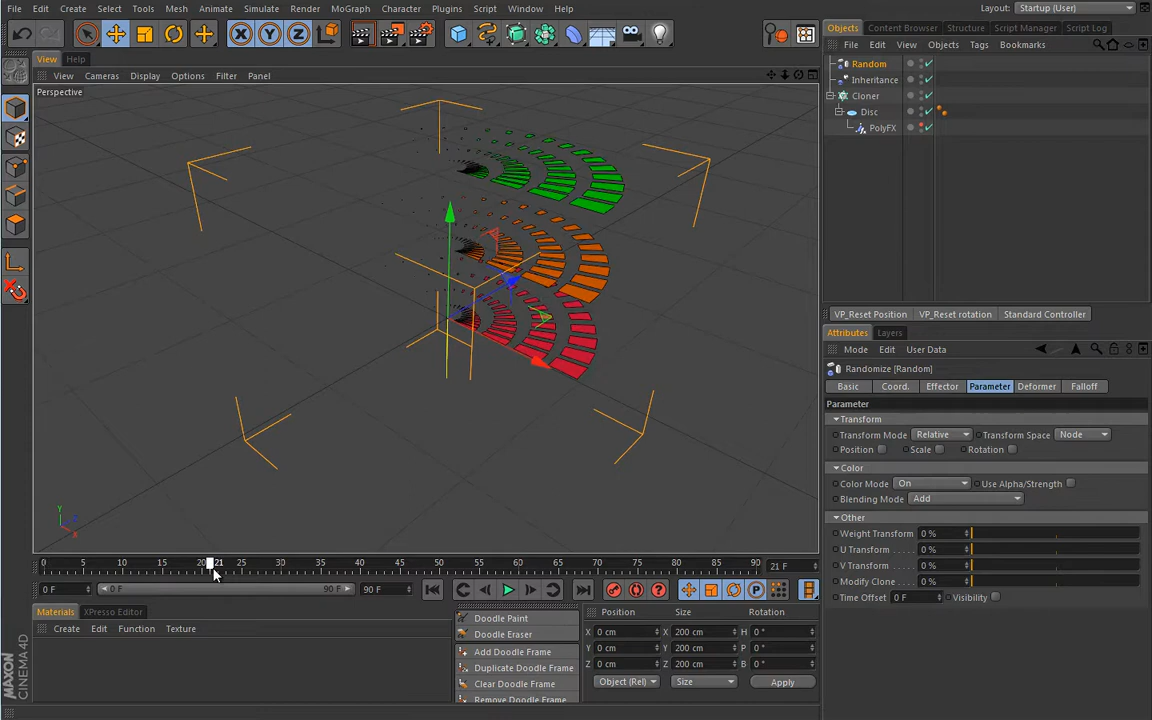 File Edit Create Select Tools Mesh Animate Simulate Render MoGraph Character Plugins Script Window Help Layout: Startup (User)
X Y Z
Objects Content Browser Structure Script Manager Script Log
File Edit View Objects Tags Bookmarks
View Help
View Cameras Display Options Filter Panel
Perspective
Random
Inheritance
Cloner
Disc
PolyFX
VP_Reset Position VP_Reset rotation Standard Controller
Attributes Layers
Mode Edit User Data
Randomize [Random]
Basic Coord. Effector Parameter Deformer Falloff
Parameter
Transform
Transform Mode Relative Transform Space Node
Position Scale Rotation
Color
Color Mode On Use Alpha/Strength
Blending Mode Add
Other
Weight Transform 0 %
U Transform 0 %
V Transform 0 %
Modify Clone 0 %
Time Offset 0 F Visibility
Y Z X
0 5 10 15 20 21 25 30 35 40 45 50 55 60 65 70 75 80 85 90 21 F
0 F 0 F 90 F 90 F
Materials XPresso Editor
Create Edit Function Texture
Doodle Paint
Doodle Eraser
Add Doodle Frame
Duplicate Doodle Frame
Clear Doodle Frame
Remove Doodle Frame
Position Size Rotation
X 0 cm X 200 cm H 0 °
Y 0 cm Y 200 cm P 0 °
Z 0 cm Z 200 cm B 0 °
Object (Rel) Size Apply
MAXON
CINEMA 4D